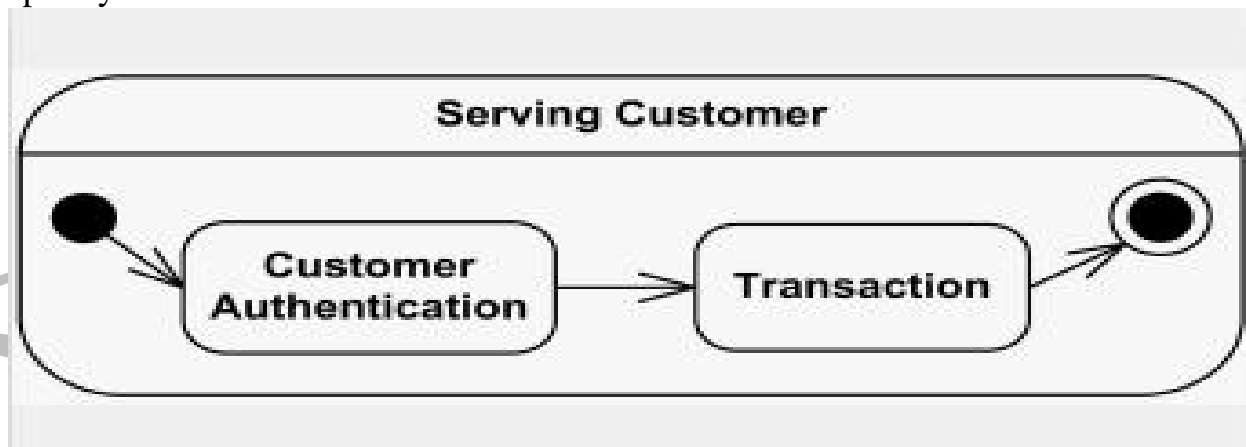 Serving Customer
Customer
Authentication
Transaction